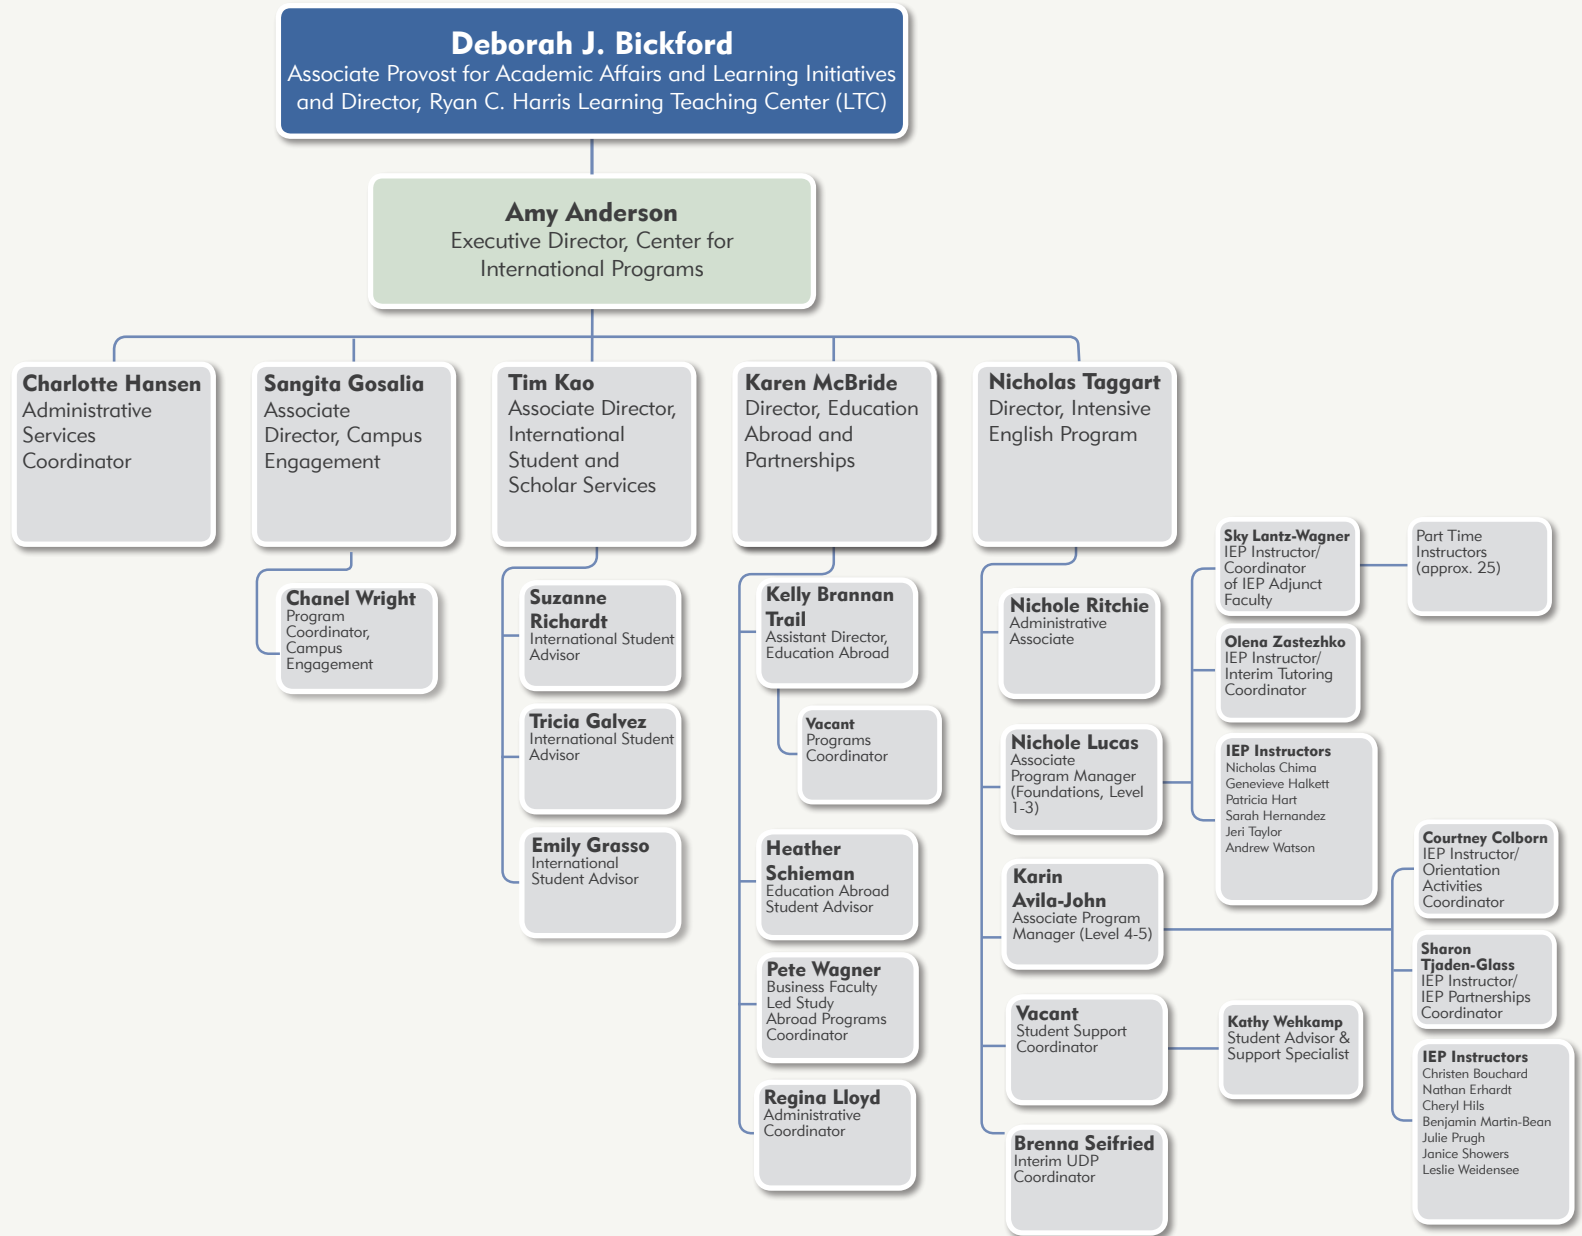 Deborah J. Bickford
Associate Provost for Academic Affairs and Learning Initiatives
and Director, Ryan C. Harris Learning Teaching Center (LTC)
Amy Anderson
Executive Director, Center for
International Programs
Charlotte Hansen
Administrative
Services
Coordinator
Sangita Gosalia
Associate
Director, Campus
Engagement
Tim Kao
Associate Director,
International
Student and
Scholar Services
Karen McBride
Director, Education
Abroad and
Partnerships
Nicholas Taggart
Director, Intensive
English Program
Chanel Wright
Program
Coordinator,
Campus
Engagement
Suzanne
Richardt
International Student
Advisor
Tricia Galvez
International Student
Advisor
Emily Grasso
International
Student Advisor
Kelly Brannan
Trail
Assistant Director,
Education Abroad
Vacant
Programs
Coordinator
Heather
Schieman
Education Abroad
Student Advisor
Pete Wagner
Business Faculty
Led Study
Abroad Programs
Coordinator
Regina Lloyd
Administrative
Coordinator
Nichole Ritchie
Administrative
Associate
Nichole Lucas
Associate
Program Manager
(Foundations, Level
1-3)
Karin
Avila-John
Associate Program
Manager (Level 4-5)
Vacant
Student Support
Coordinator
Brenna Seifried
Interim UDP
Coordinator
Sky Lantz-Wagner
IEP Instructor/
Coordinator
of IEP Adjunct
Faculty
Part Time
Instructors
(approx. 25)
Olena Zastezhko
IEP Instructor/
Interim Tutoring
Coordinator
IEP Instructors
Nicholas Chima
Genevieve Halkett
Patricia Hart
Sarah Hernandez
Jeri Taylor
Andrew Watson
Kathy Wehkamp
Student Advisor &
Support Specialist
Courtney Colborn
IEP Instructor/
Orientation
Activities
Coordinator
Sharon
Tjaden-Glass
IEP Instructor/
IEP Partnerships
Coordinator
IEP Instructors
Christen Bouchard
Nathan Erhardt
Cheryl Hils
Benjamin Martin-Bean
Julie Prugh
Janice Showers
Leslie Weidensee